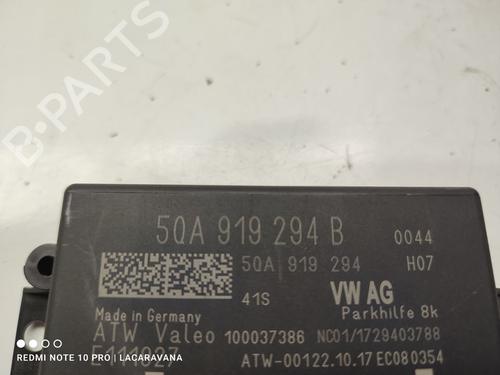 B-PARTS
5QA 919 294 B 0044
5QA 919 294 H07
41S VW AG
Made in Germany Parkhilfe 8k
ATW Valeo 100037386 NC01/1729403788
E111027 ATW-00122.10.17 EC080354
REDMI NOTE 10 PRO | LACARAVANA